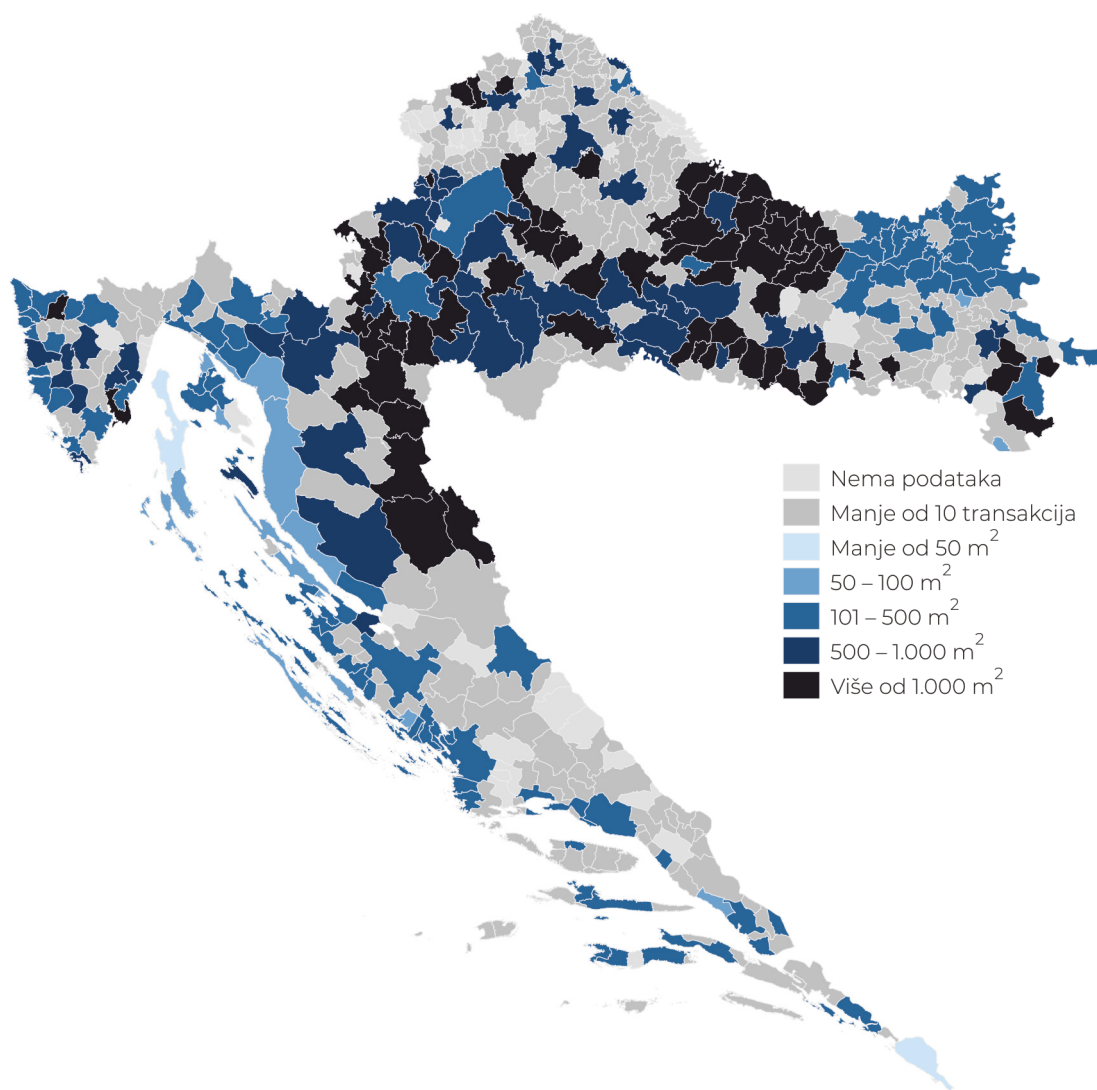 Nema podataka
Manje od 10 transakcija
Manje od 50 m²
50 – 100 m²
101 – 500 m²
500 – 1.000 m²
Više od 1.000 m²